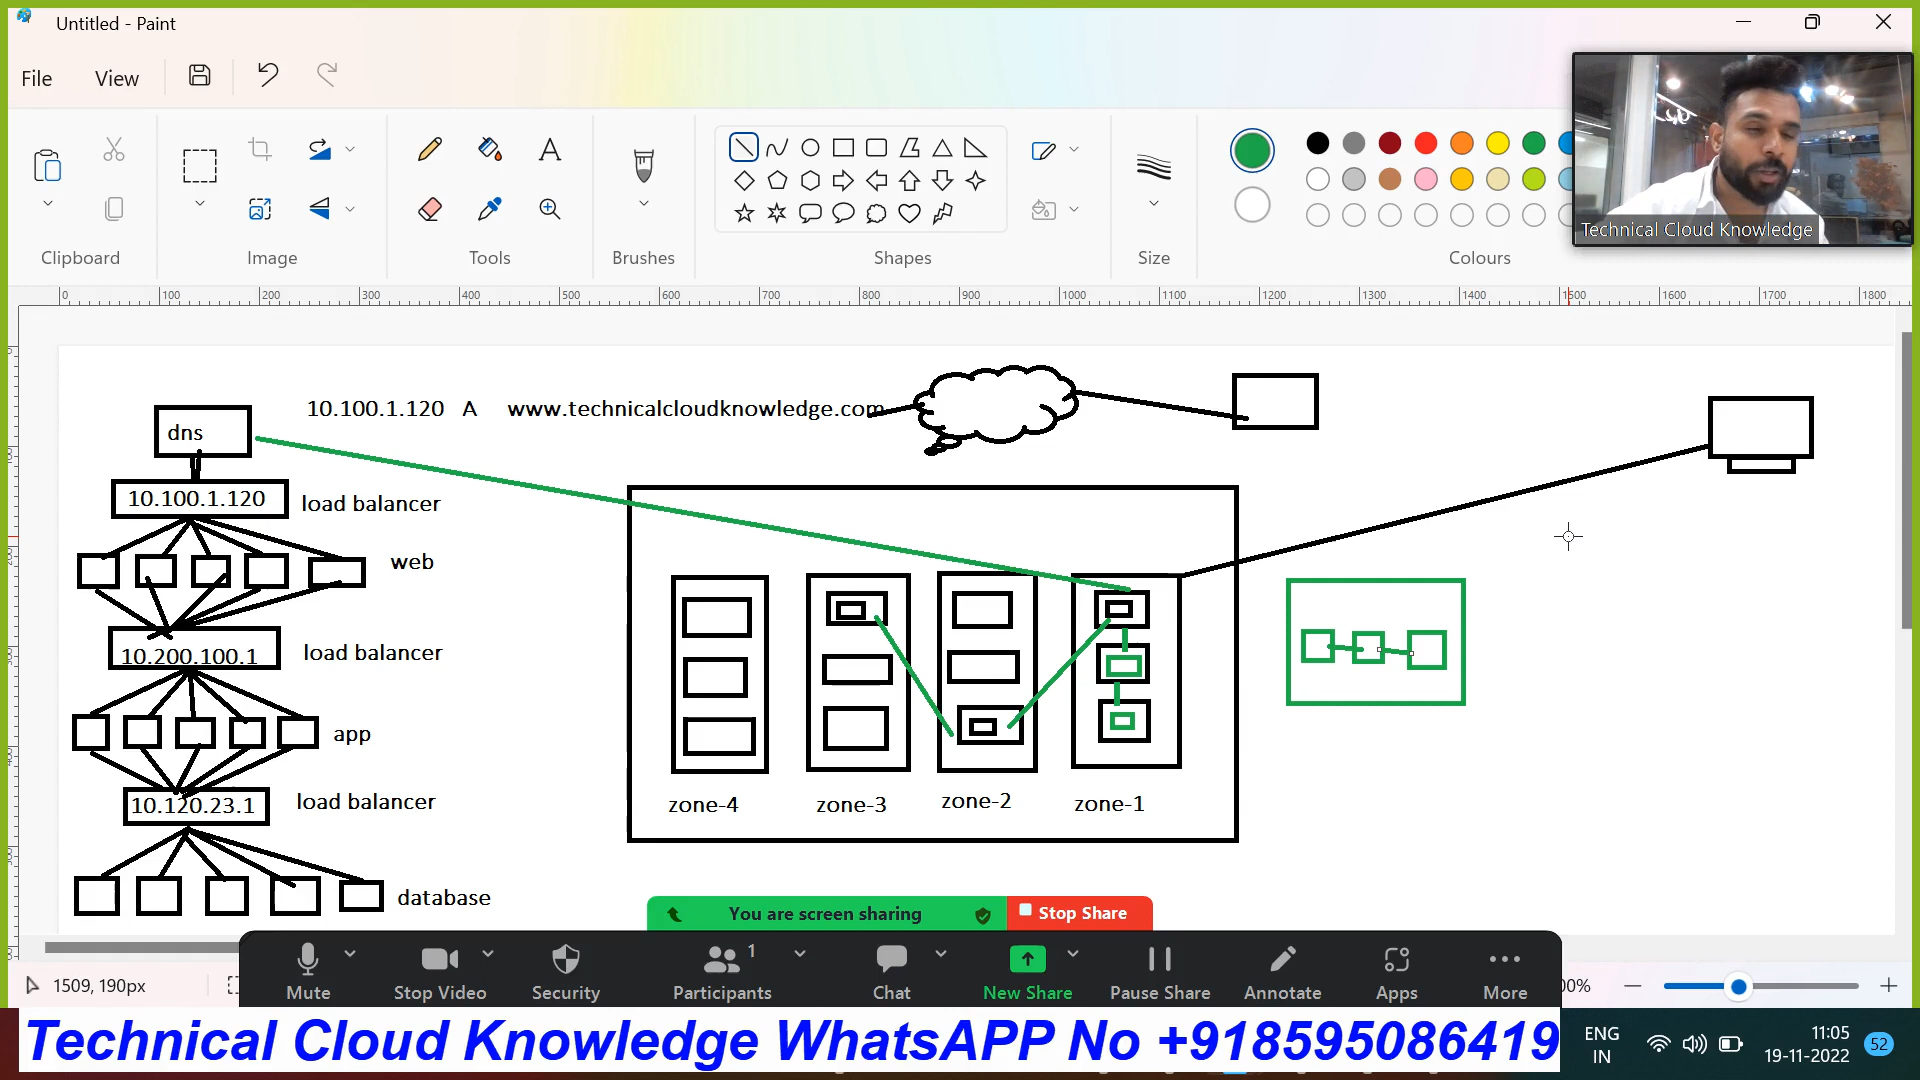 Untitled - Paint
File
View
Technical Cloud Knowledge
Clipboard
Image
Tools
Brushes
Shapes
Size
Colours
0 100 200 300 400 500 600 700 800 900 1000 1100 1200 1300 1400 1500 1600 1700 1800
10.100.1.120 A www.technicalcloudknowledge.com
dns
10.100.1.120
load balancer
web
10.200.100.1
load balancer
app
10.120.23.1
load balancer
database
zone-4
zone-3
zone-2
zone-1
You are screen sharing
Stop Share
1
Mute
Stop Video
Security
Participants
Chat
New Share
Pause Share
Annotate
Apps
More
1509, 190px
00%
Technical Cloud Knowledge WhatsAPP No +918595086419
ENG
IN
11:05
19-11-2022
52